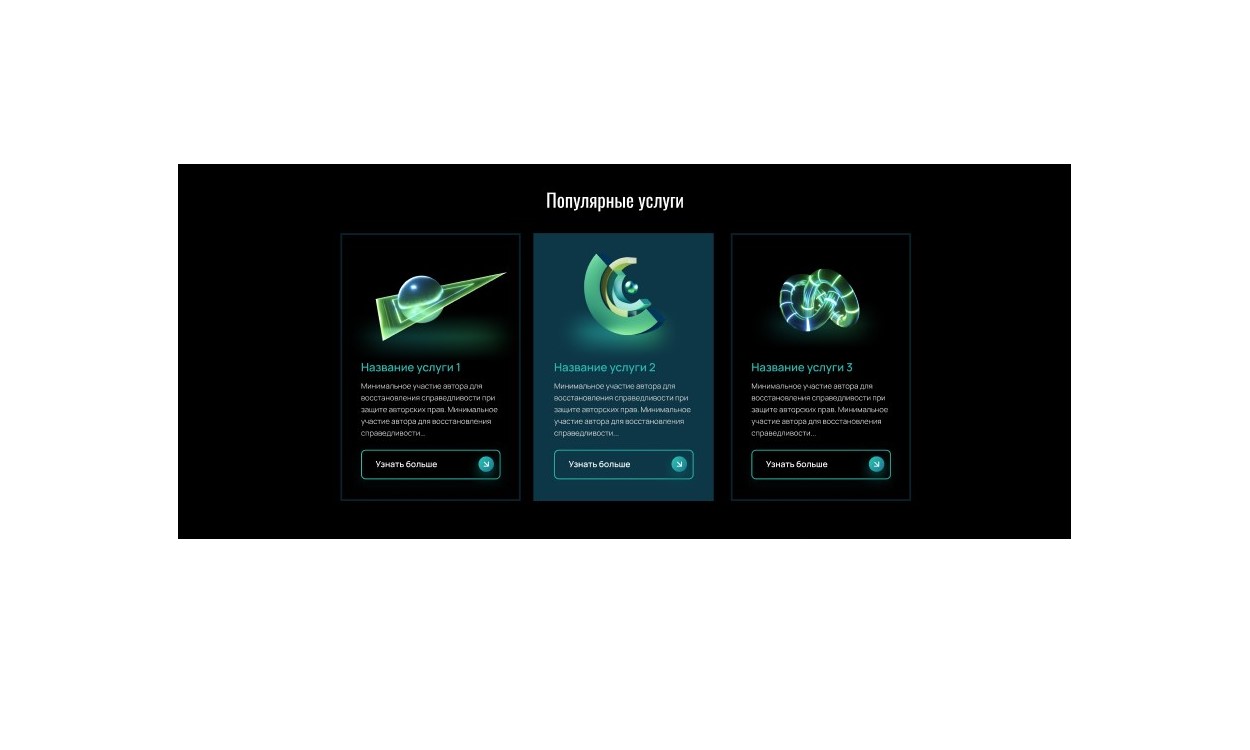 Популярные услуги
Название услуги 1
Минимальное участие автора для
восстановления справедливости при
защите авторских прав. Минимальное
участие автора для восстановления
справедливости...
Узнать больше
Название услуги 2
Минимальное участие автора для
восстановления справедливости при
защите авторских прав. Минимальное
участие автора для восстановления
справедливости...
Узнать больше
Название услуги 3
Минимальное участие автора для
восстановления справедливости при
защите авторских прав. Минимальное
участие автора для восстановления
справедливости...
Узнать больше